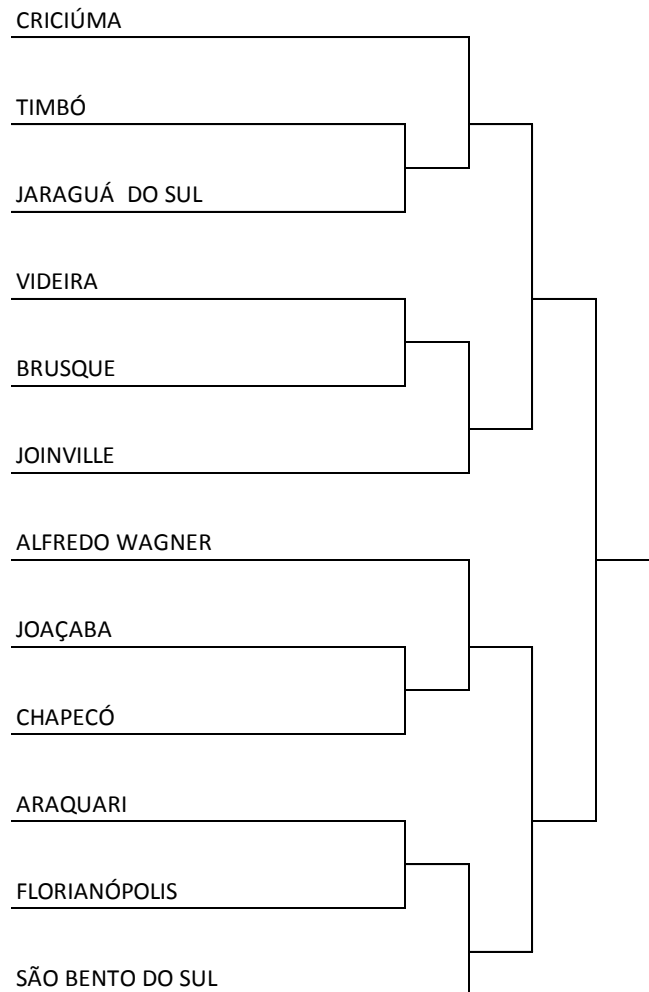 CRICIÚMA
TIMBÓ
JARAGUÁ  DO SUL
VIDEIRA
BRUSQUE
JOINVILLE
ALFREDO WAGNER
JOAÇABA
CHAPECÓ
ARAQUARI
FLORIANÓPOLIS
SÃO BENTO DO SUL